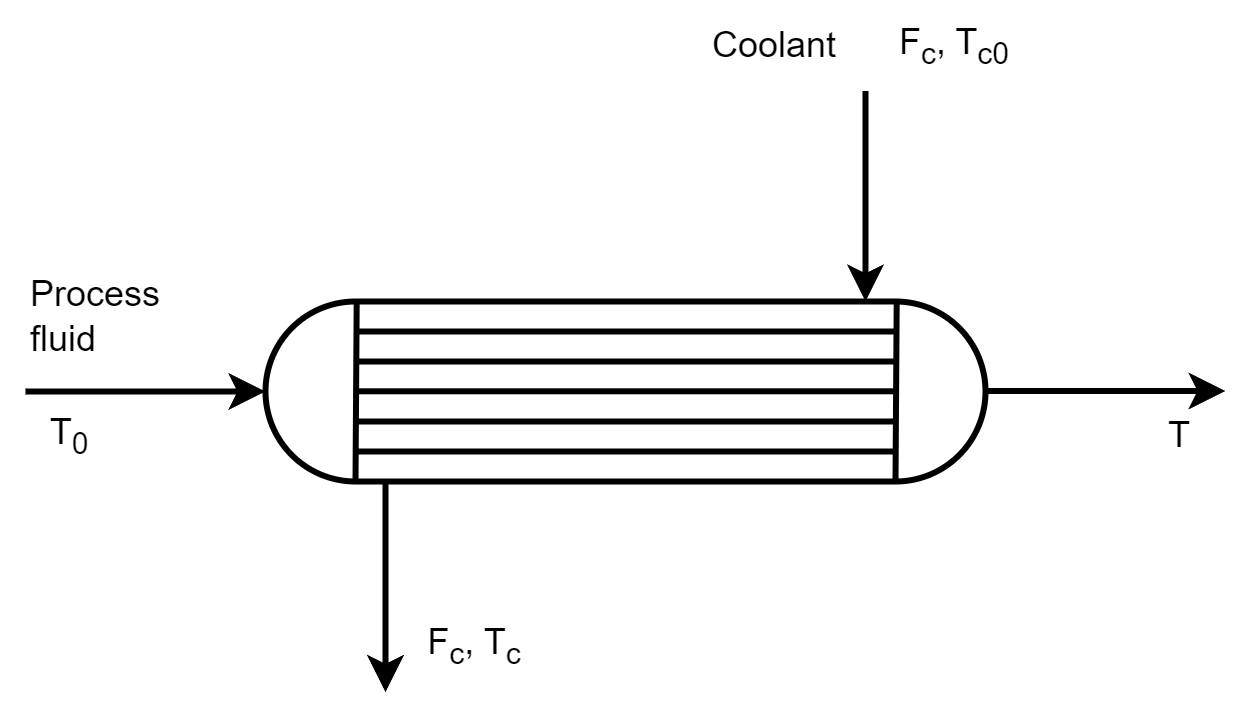 Coolant F_c, T_c0
Process
fluid
T_0
T
F_c, T_c